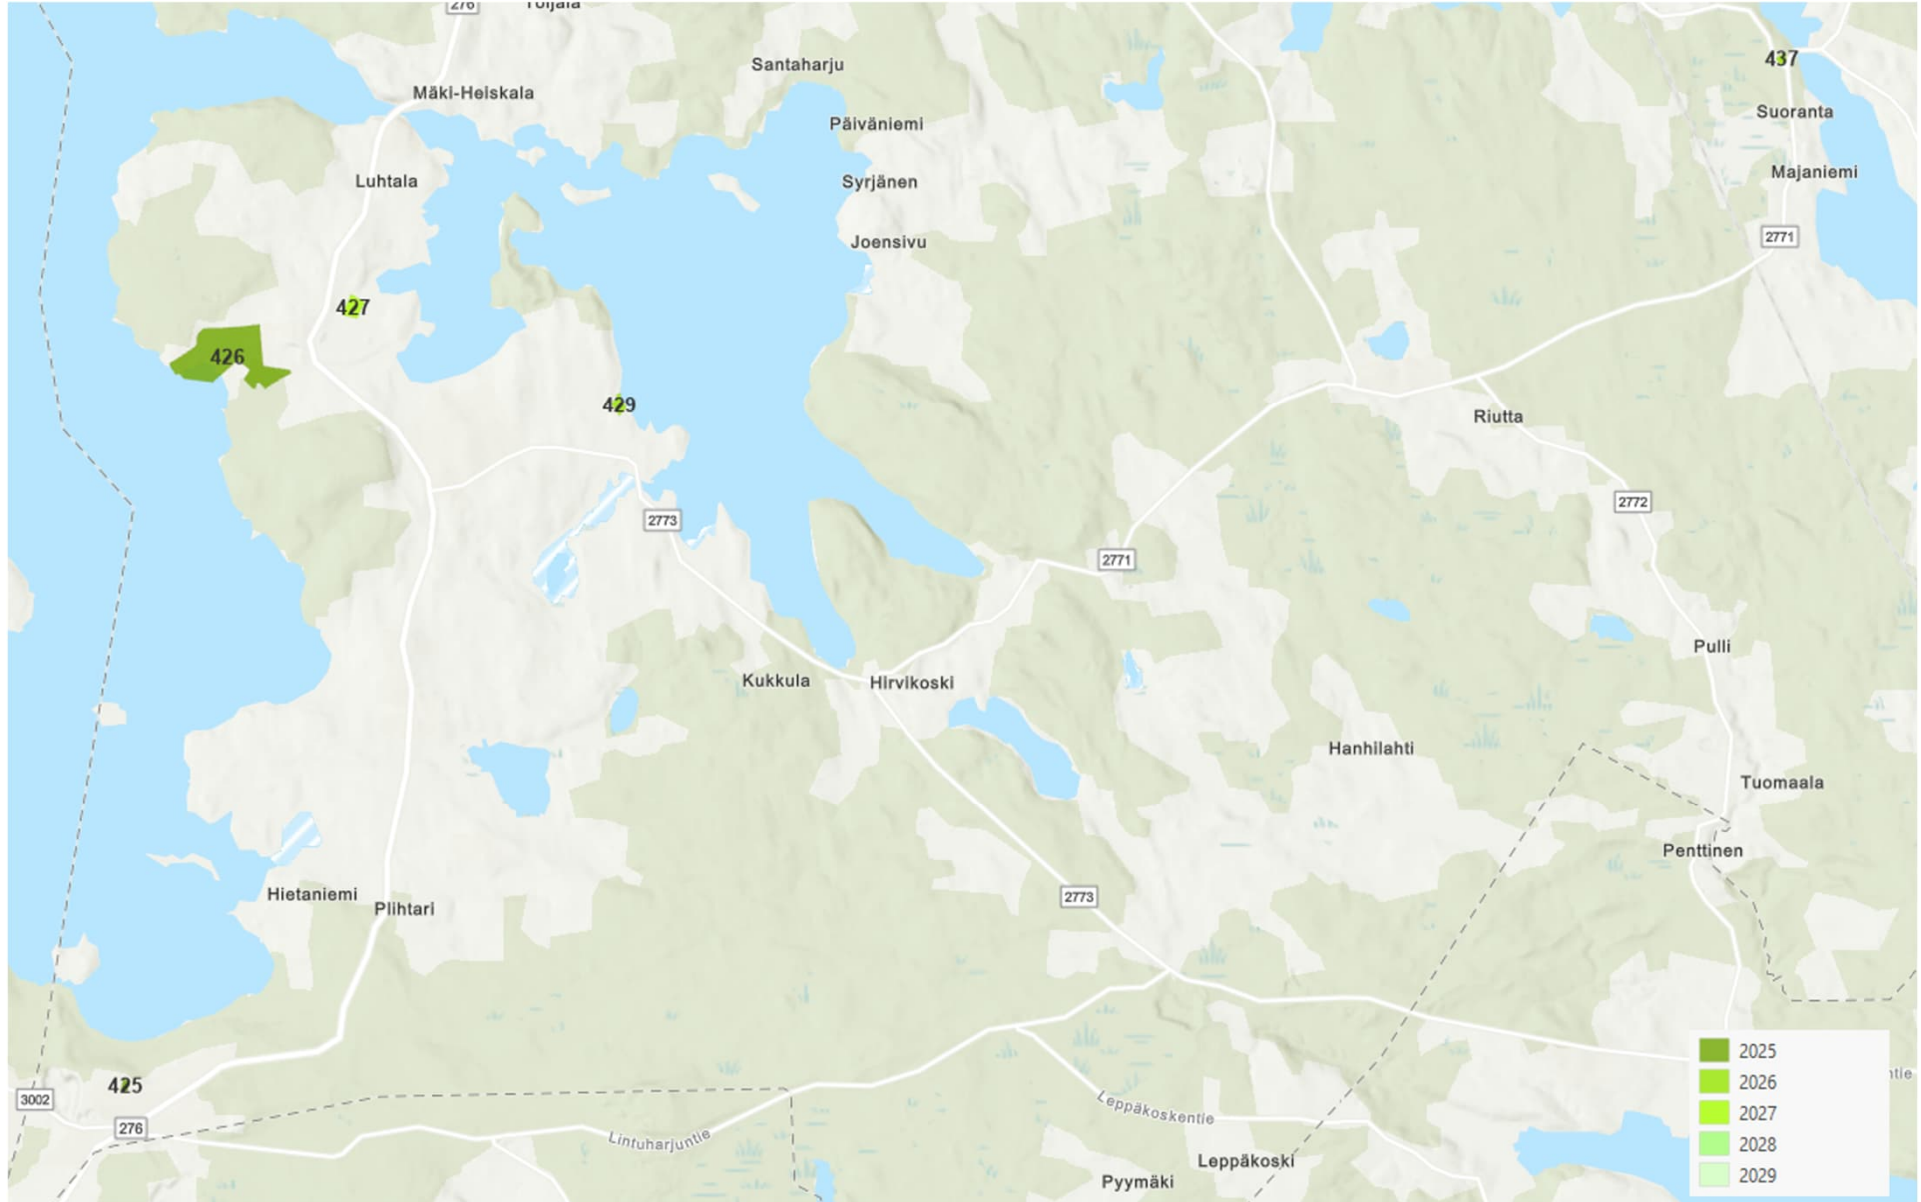 276
Toijala
437
Santaharju
Mäki-Heiskala
Suoranta
Päiväniemi
Majaniemi
Luhtala
Syrjänen
2771
Joensivu
427
426
429
Riutta
2772
2773
2771
Pulli
Kukkula
Hirvikoski
Hanhilahti
Tuomaala
Penttinen
Hietaniemi
Plihtari
2773
2025
ntie
2026
425
3002
Leppäkoskentie
2027
276
Lintuharjuntie
2028
Leppäkoski
2029
Pyymäki